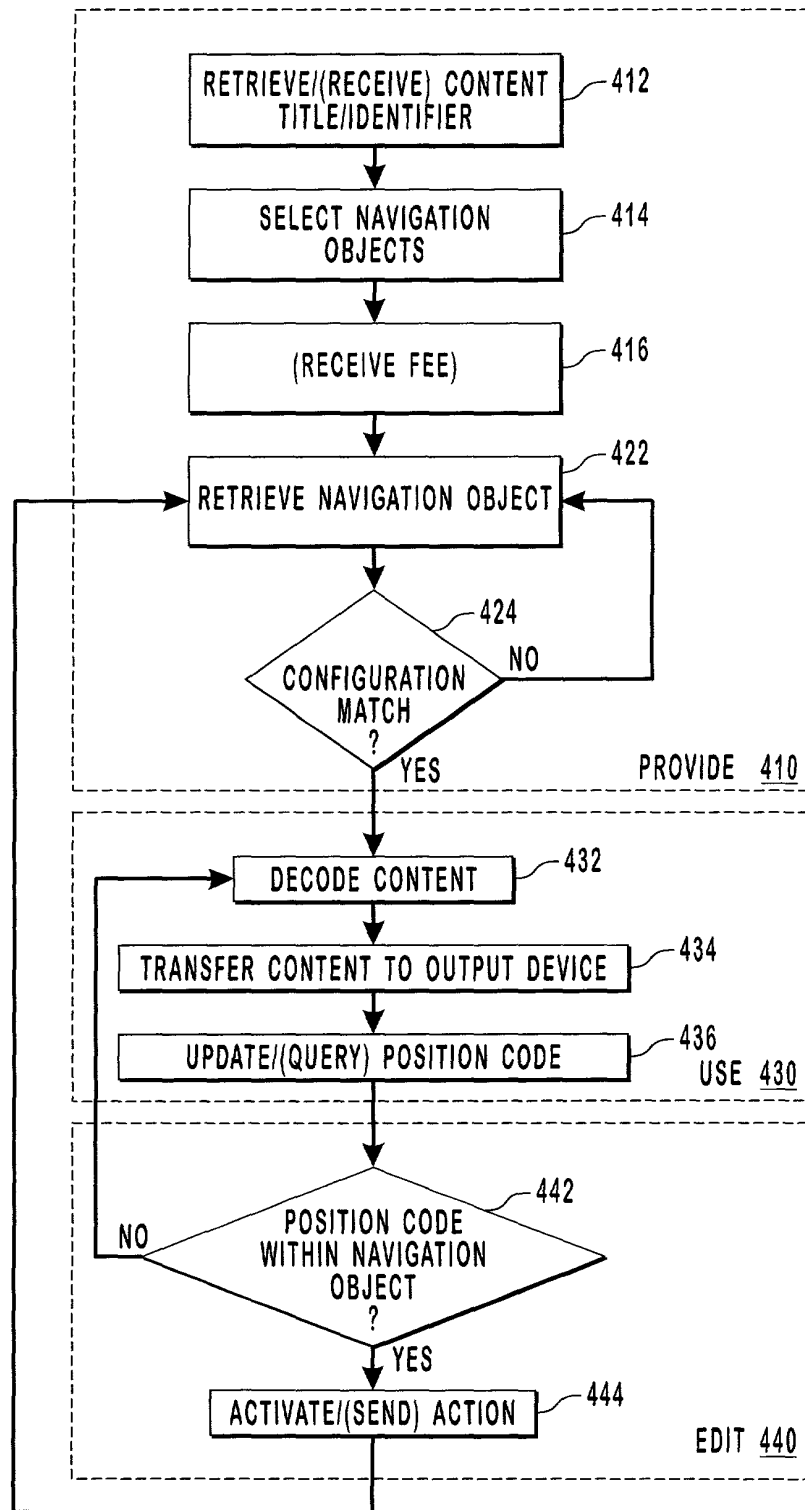 RETRIEVE/(RECEIVE) CONTENT
TITLE/IDENTIFIER
412
SELECT NAVIGATION
OBJECTS
414
(RECEIVE FEE)
416
422
RETRIEVE NAVIGATION OBJECT
424
CONFIGURATION
MATCH
?
NO
YES
PROVIDE 410
DECODE CONTENT
432
TRANSFER CONTENT TO OUTPUT DEVICE
434
UPDATE/(QUERY) POSITION CODE
436
USE 430
442
POSITION CODE
WITHIN NAVIGATION
OBJECT
?
NO
YES
ACTIVATE/(SEND) ACTION
444
EDIT 440